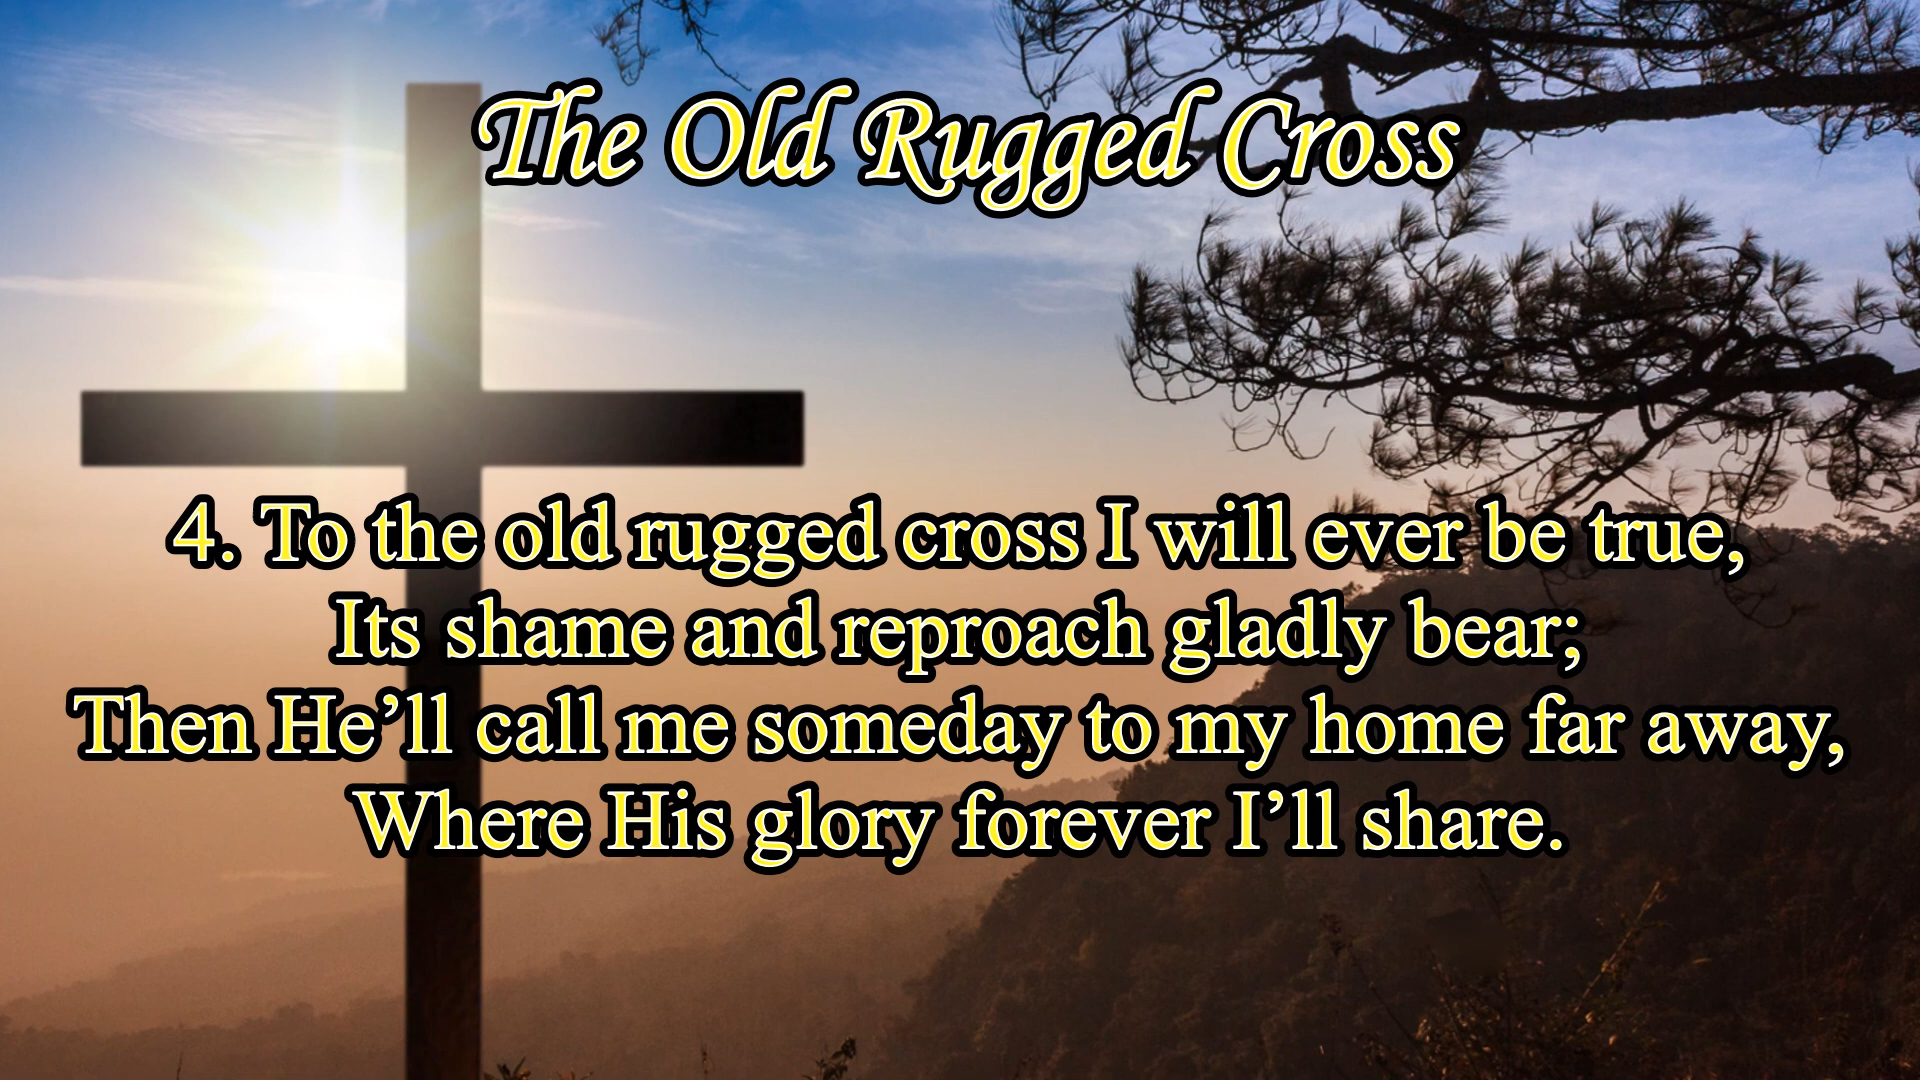 The Old Rugged Cross
4. To the old rugged cross I will ever be true,
Its shame and reproach gladly bear;
Then He’ll call me someday to my home far away,
Where His glory forever I’ll share.